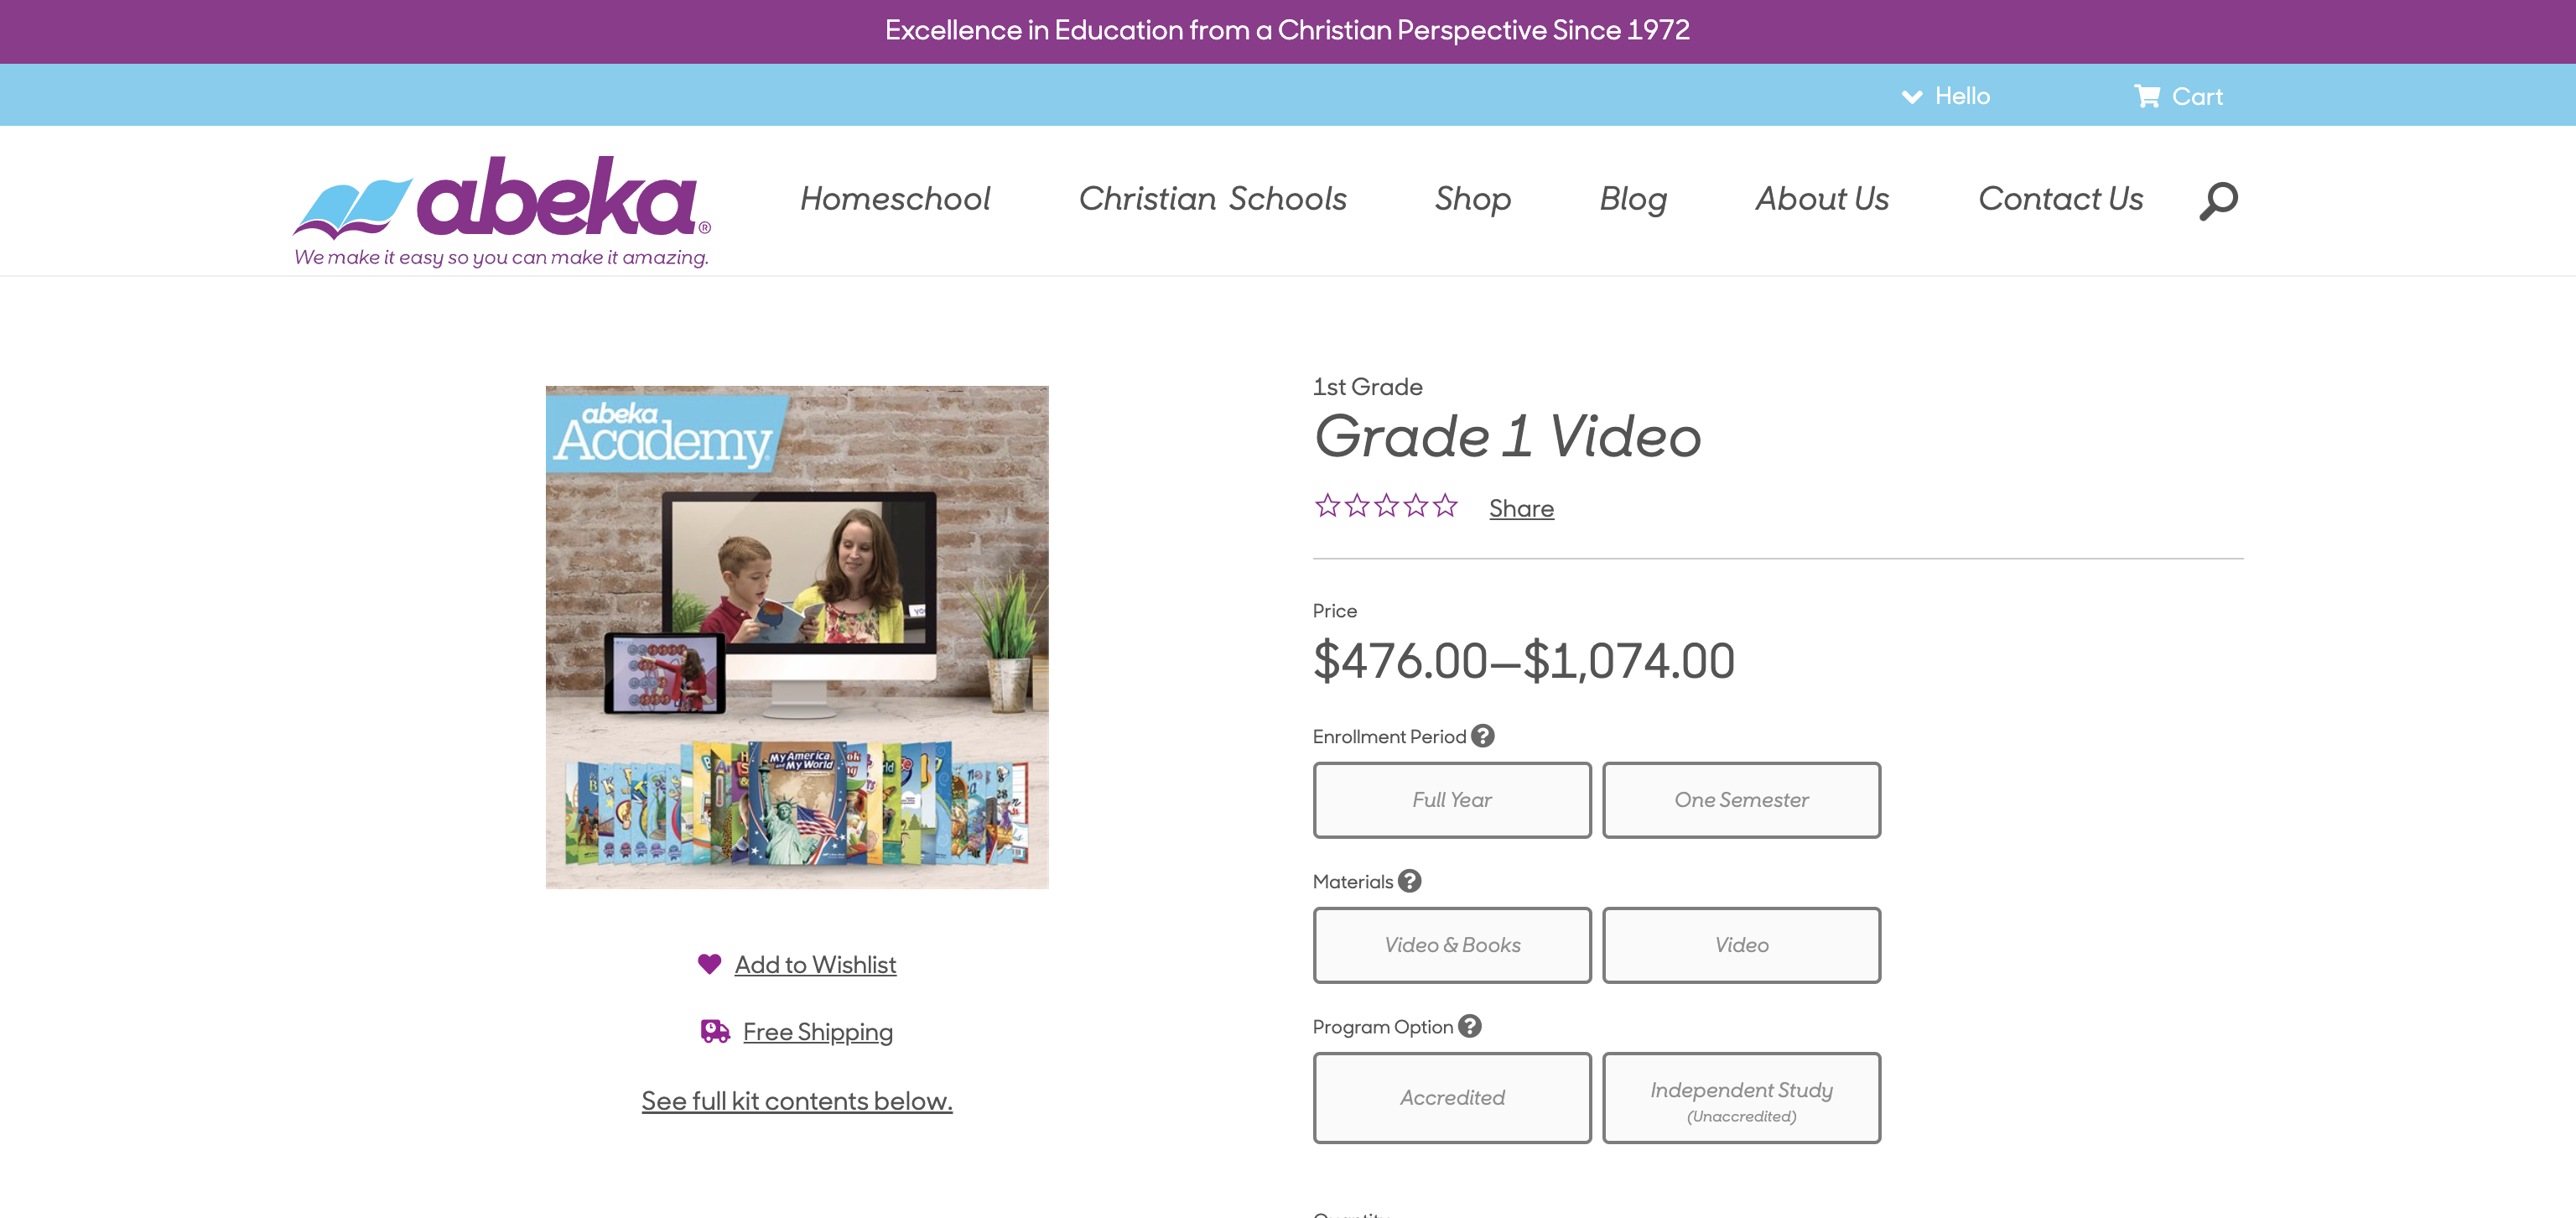 Excellence in Education from a Christian Perspective Since 1972
Hello
Cart
abeka®
We make it easy so you can make it amazing.
Homeschool
Christian Schools
Shop
Blog
About Us
Contact Us
abeka
Academy
My America
and My World
1st Grade
Grade 1 Video
Share
Price
$476.00–$1,074.00
Enrollment Period ?
Full Year
One Semester
Materials ?
Video & Books
Video
Program Option ?
Accredited
Independent Study
(Unaccredited)
Add to Wishlist
Free Shipping
See full kit contents below.